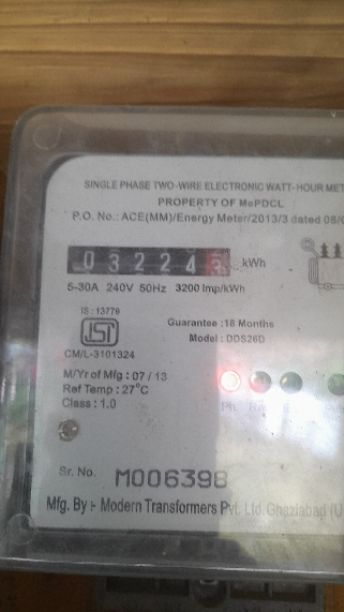 SINGLE PHASE TWO-WIRE ELECTRONIC WATT-HOUR MET
PROPERTY OF MePDCL
P.O. No.: ACE(MM)/Energy Meter/2013/3 dated 08/
03224 kWh
5-30A 240V 50Hz 3200 Imp/kWh
IS : 13779
ISI
CM/L-3101324
Guarantee :18 Months
Model : DDS26D
M/Yr of Mfg : 07 / 13
Ref Temp : 27°C
Class : 1.0
Ph.
Sr. No. M006398
Mfg. By :- Modern Transformers Pvt. Ltd. Ghaziabad (U